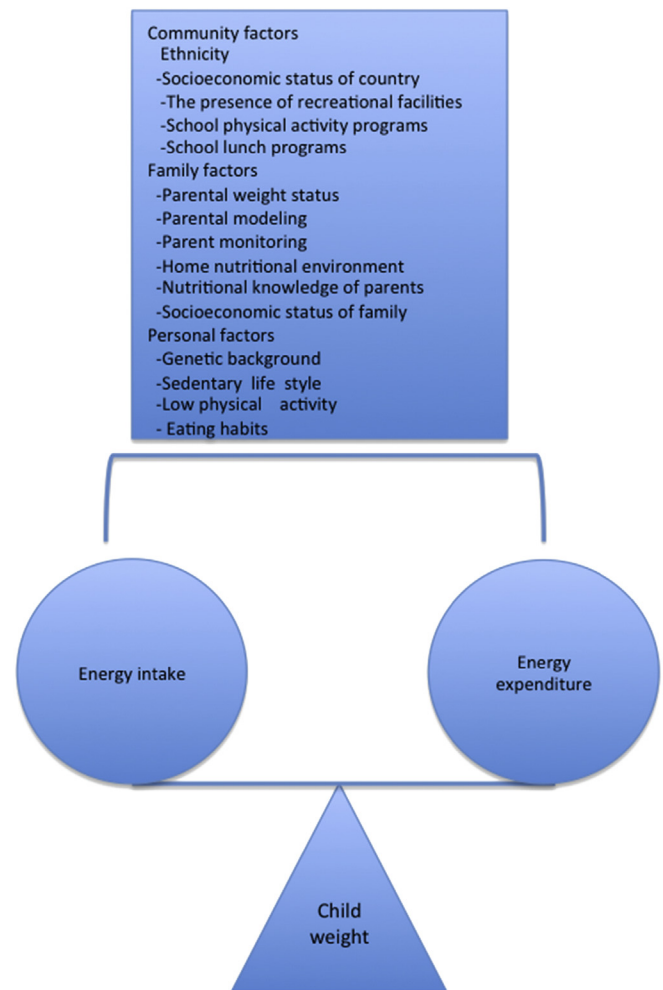 Community factors
Ethnicity
-Socioeconomic status of country
-The presence of recreational facilities
-School physical activity programs
-School lunch programs
Family factors
-Parental weight status
-Parental modeling
-Parent monitoring
-Home nutritional environment
-Nutritional knowledge of parents
-Socioeconomic status of family
Personal factors
-Genetic background
-Sedentary life style
-Low physical activity
- Eating habits
Energy intake
Energy
expenditure
Child
weight